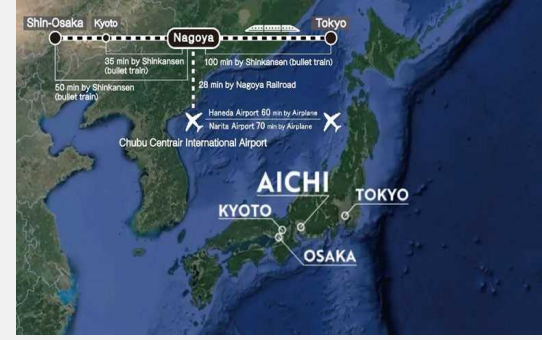 Shin-Osaka Kyoto Nagoya Tokyo
35 min by Shinkansen
(bullet train)
100 min by Shinkansen (bullet train)
50 min by Shinkansen
(bullet train)
28 min by Nagoya Railroad
Haneda Airport 60 min by Airplane
Narita Airport 70 min by Airplane
Chubu Centrair International Airport
AICHI
TOKYO
KYOTO
OSAKA